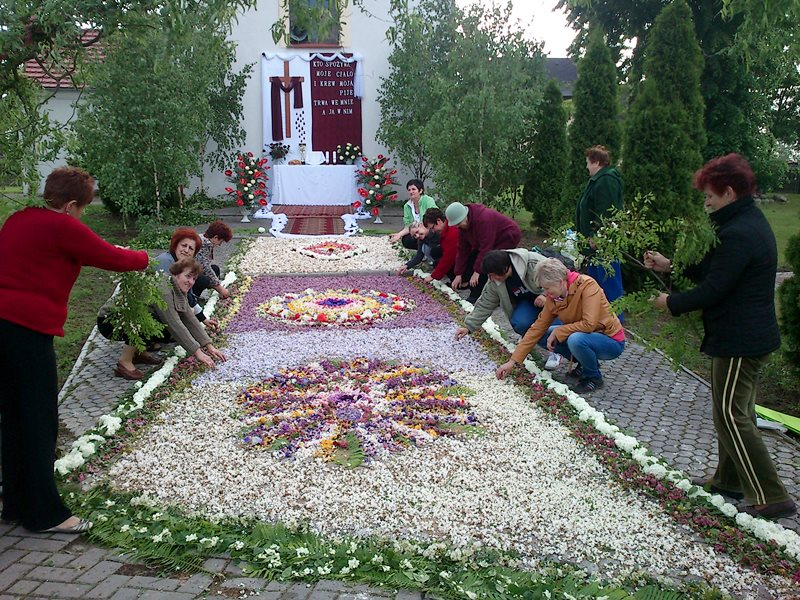 KTO SPOŻYWA
MOJE CIAŁO
I KREW MOJĄ
PIJE
TRWA WE MNIE
A JA W NIM